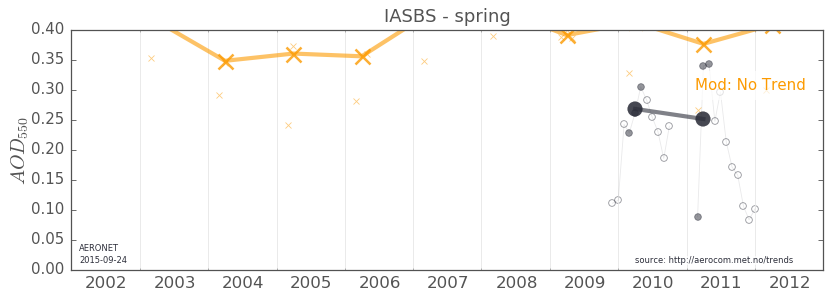 IASBS - spring
0.40
0.35
0.30
0.25
0.20
0.15
0.10
0.05
0.00
AOD550
Mod: No Trend
AERONET
2015-09-24
source: http://aerocom.met.no/trends
2002 2003 2004 2005 2006 2007 2008 2009 2010 2011 2012